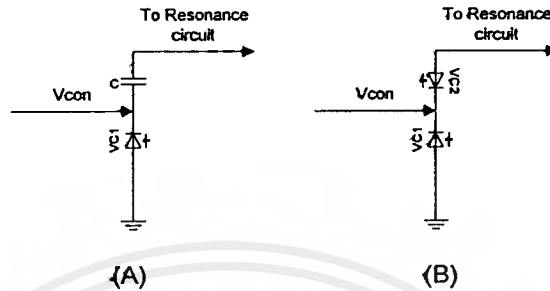 To Resonance
circuit
C
Vcon
VC1
(A)
To Resonance
circuit
VC2
Vcon
VC1
(B)